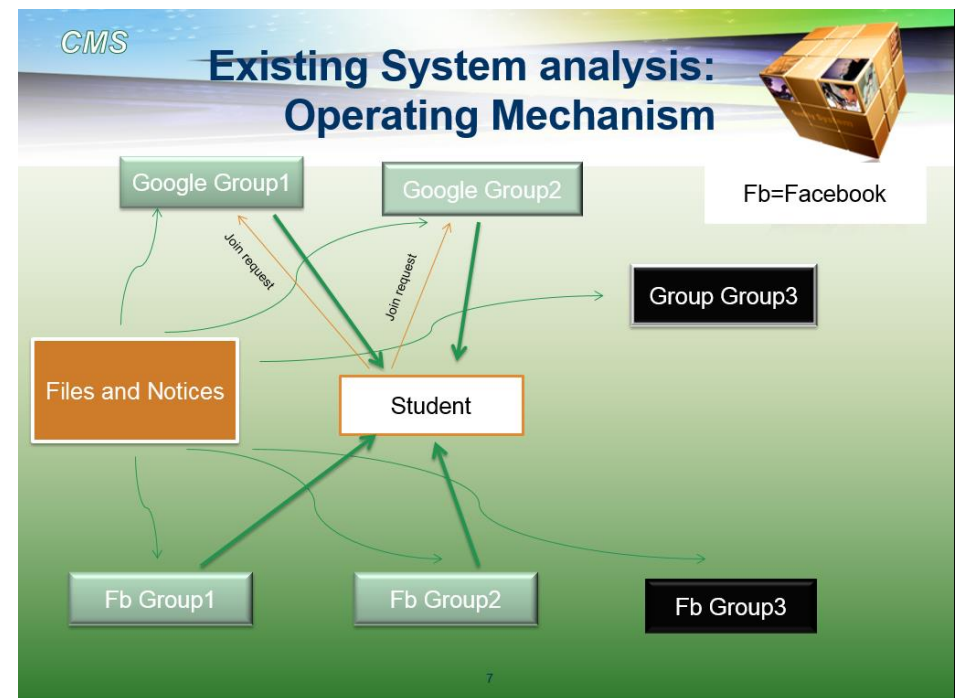 CMS
Existing System analysis:
Operating Mechanism
Google Group1
Google Group2
Fb=Facebook
Join request
Join request
Group Group3
Files and Notices
Student
Fb Group1
Fb Group2
Fb Group3
7